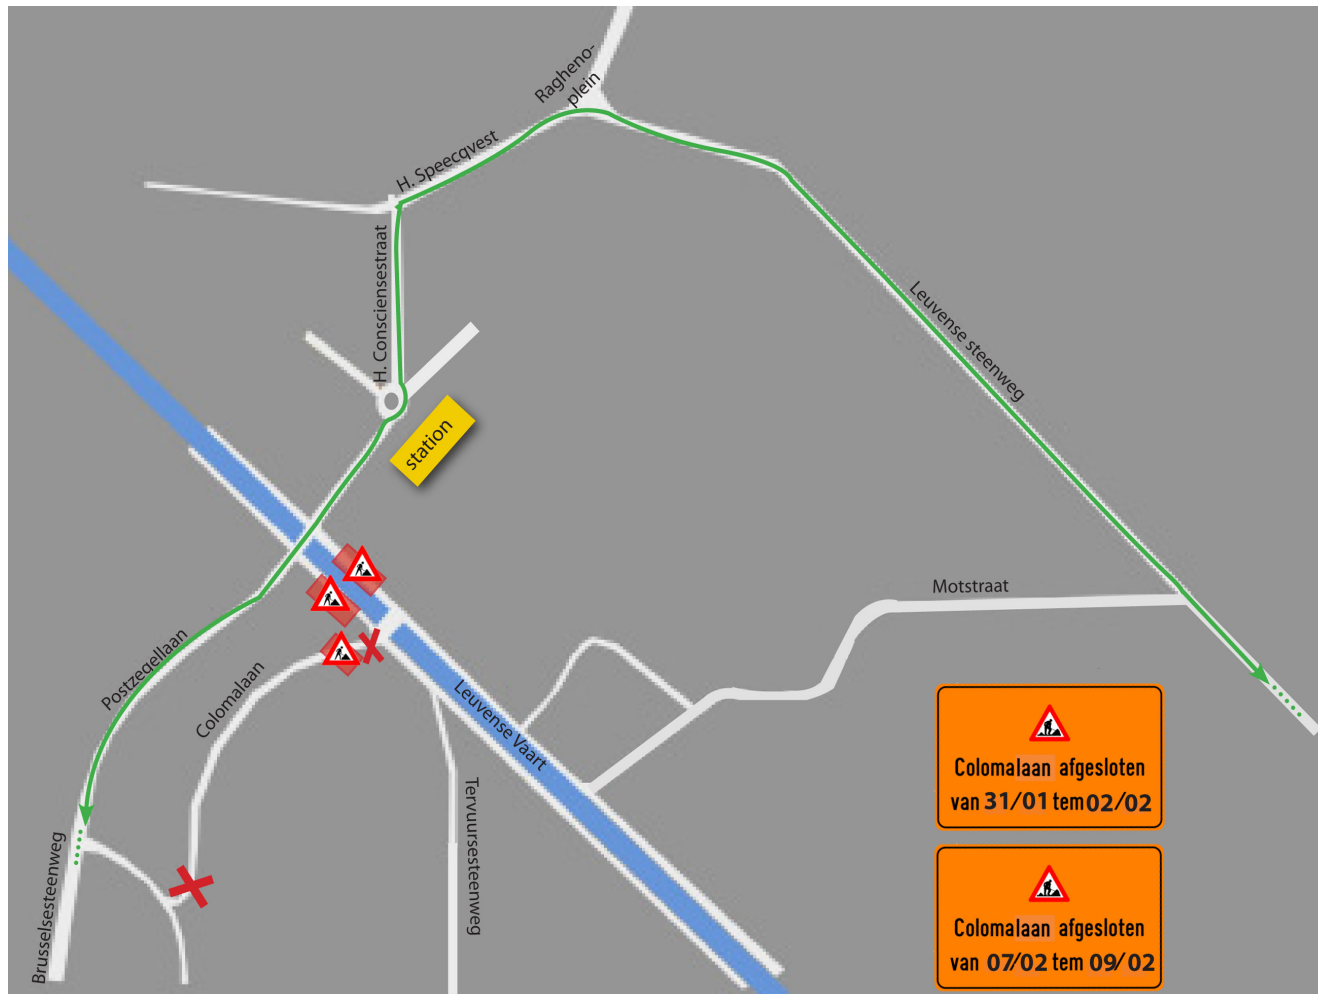 Ragheno-
plein
H. Speecqvest
H. Consciensestraat
Leuvense steenweg
station
Motstraat
Postzegellaan
Colomalaan
Leuvense Vaart
Tervuursesteenweg
Brusselsesteenweg
Colomalaan afgesloten
van 31/01 tem 02/02
Colomalaan afgesloten
van 07/02 tem 09/02